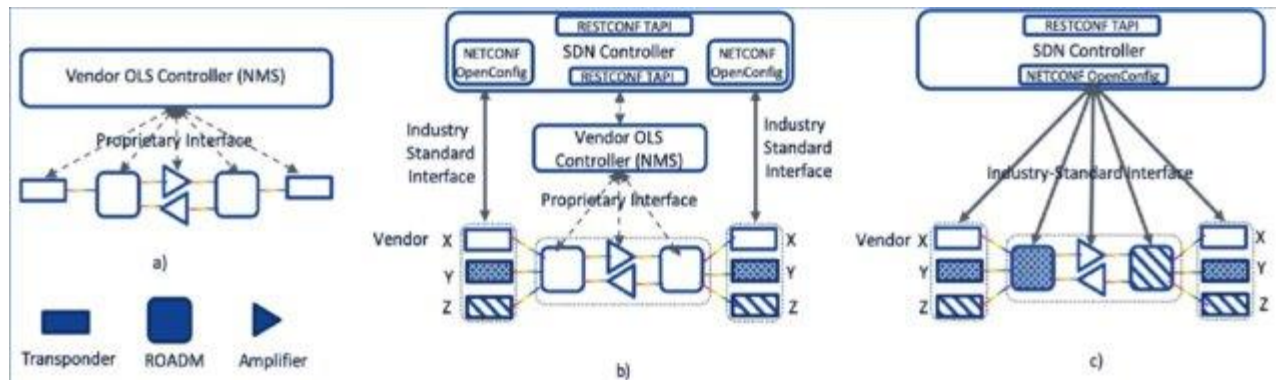 Vendor OLS Controller (NMS)
Proprietary Interface
a)
Transponder
ROADM
Amplifier
RESTCONF TAPI
SDN Controller
NETCONF
OpenConfig
RESTCONF TAPI
NETCONF
OpenConfig
Industry
Standard
Interface
Vendor OLS
Controller (NMS)
Industry
Standard
Interface
Proprietary Interface
Vendor X
Y
Z
X
Y
Z
b)
RESTCONF TAPI
SDN Controller
NETCONF OpenConfig
Industry-Standard Interface
Vendor X
Y
Z
X
Y
Z
c)